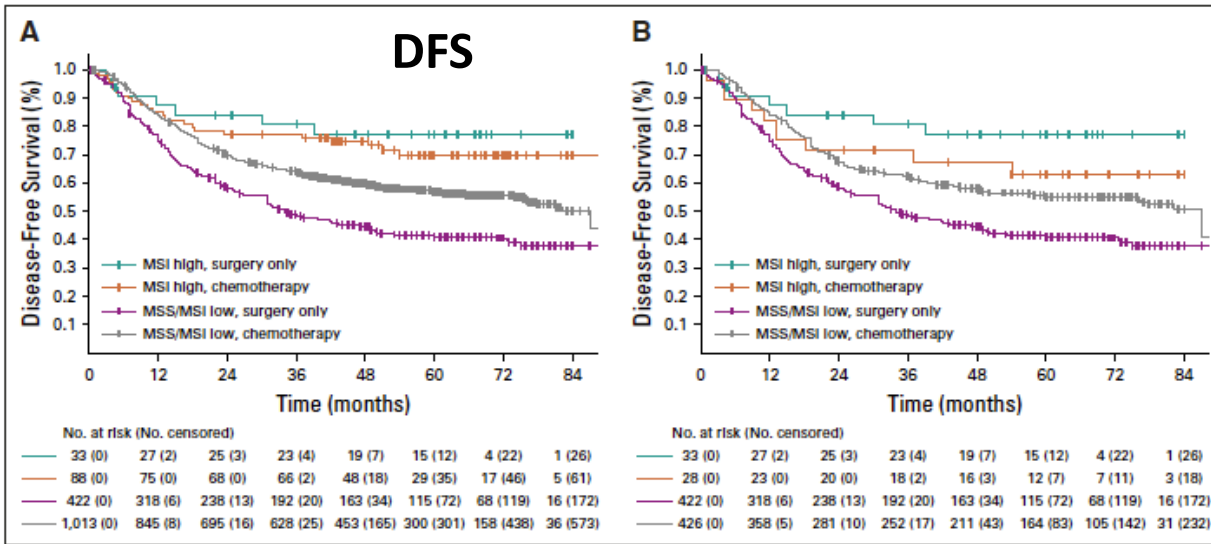 A
DFS
B
Disease-Free Survival (%)
1.0
0.9
0.8
0.7
0.6
0.5
0.4
0.3
0.2
0.1
MSI high, surgery only
MSI high, chemotherapy
MSS/MSI low, surgery only
MSS/MSI low, chemotherapy
0 12 24 36 48 60 72 84
Time (months)
No. at risk (No. censored)
33 (0) 27 (2) 25 (3) 23 (4) 19 (7) 15 (12) 4 (22) 1 (26)
88 (0) 75 (0) 68 (0) 66 (2) 48 (18) 29 (35) 17 (46) 5 (61)
422 (0) 318 (6) 238 (13) 192 (20) 163 (34) 115 (72) 68 (119) 16 (172)
1,013 (0) 845 (8) 695 (16) 628 (25) 453 (165) 300 (301) 158 (438) 36 (573)
Disease-Free Survival (%)
1.0
0.9
0.8
0.7
0.6
0.5
0.4
0.3
0.2
0.1
MSI high, surgery only
MSI high, chemotherapy
MSS/MSI low, surgery only
MSS/MSI low, chemotherapy
0 12 24 36 48 60 72 84
Time (months)
No. at risk (No. censored)
33 (0) 27 (2) 25 (3) 23 (4) 19 (7) 15 (12) 4 (22) 1 (26)
28 (0) 23 (0) 20 (0) 18 (2) 16 (3) 12 (7) 7 (11) 3 (18)
422 (0) 318 (6) 238 (13) 192 (20) 163 (34) 115 (72) 68 (119) 16 (172)
426 (0) 358 (5) 281 (10) 252 (17) 211 (43) 164 (83) 105 (142) 31 (232)